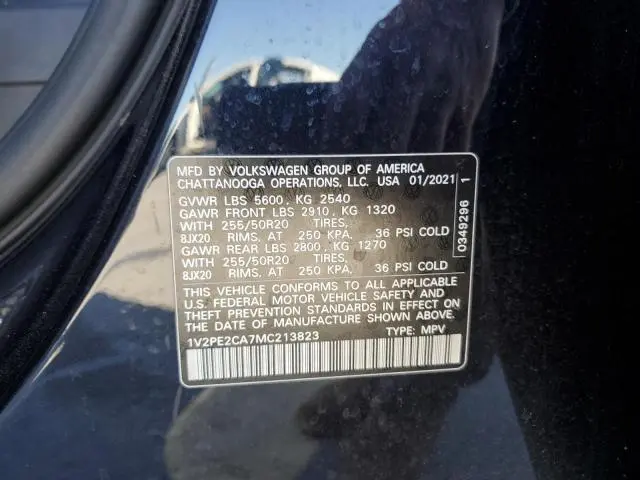 MFD BY VOLKSWAGEN GROUP OF AMERICA
CHATTANOOGA OPERATIONS, LLC. USA 01/2021
GVWR LBS 5600, KG 2540
GAWR FRONT LBS 2910, KG 1320
WITH 255/50R20 TIRES,
8JX20 RIMS, AT 250 KPA, 36 PSI COLD
GAWR REAR LBS 2800, KG 1270
WITH 255/50R20 TIRES,
8JX20 RIMS, AT 250 KPA, 36 PSI COLD
THIS VEHICLE CONFORMS TO ALL APPLICABLE
U.S. FEDERAL MOTOR VEHICLE SAFETY AND
THEFT PREVENTION STANDARDS IN EFFECT ON
THE DATE OF MANUFACTURE SHOWN ABOVE.
1V2PE2CA7MC213823 TYPE: MPV
0349296 1